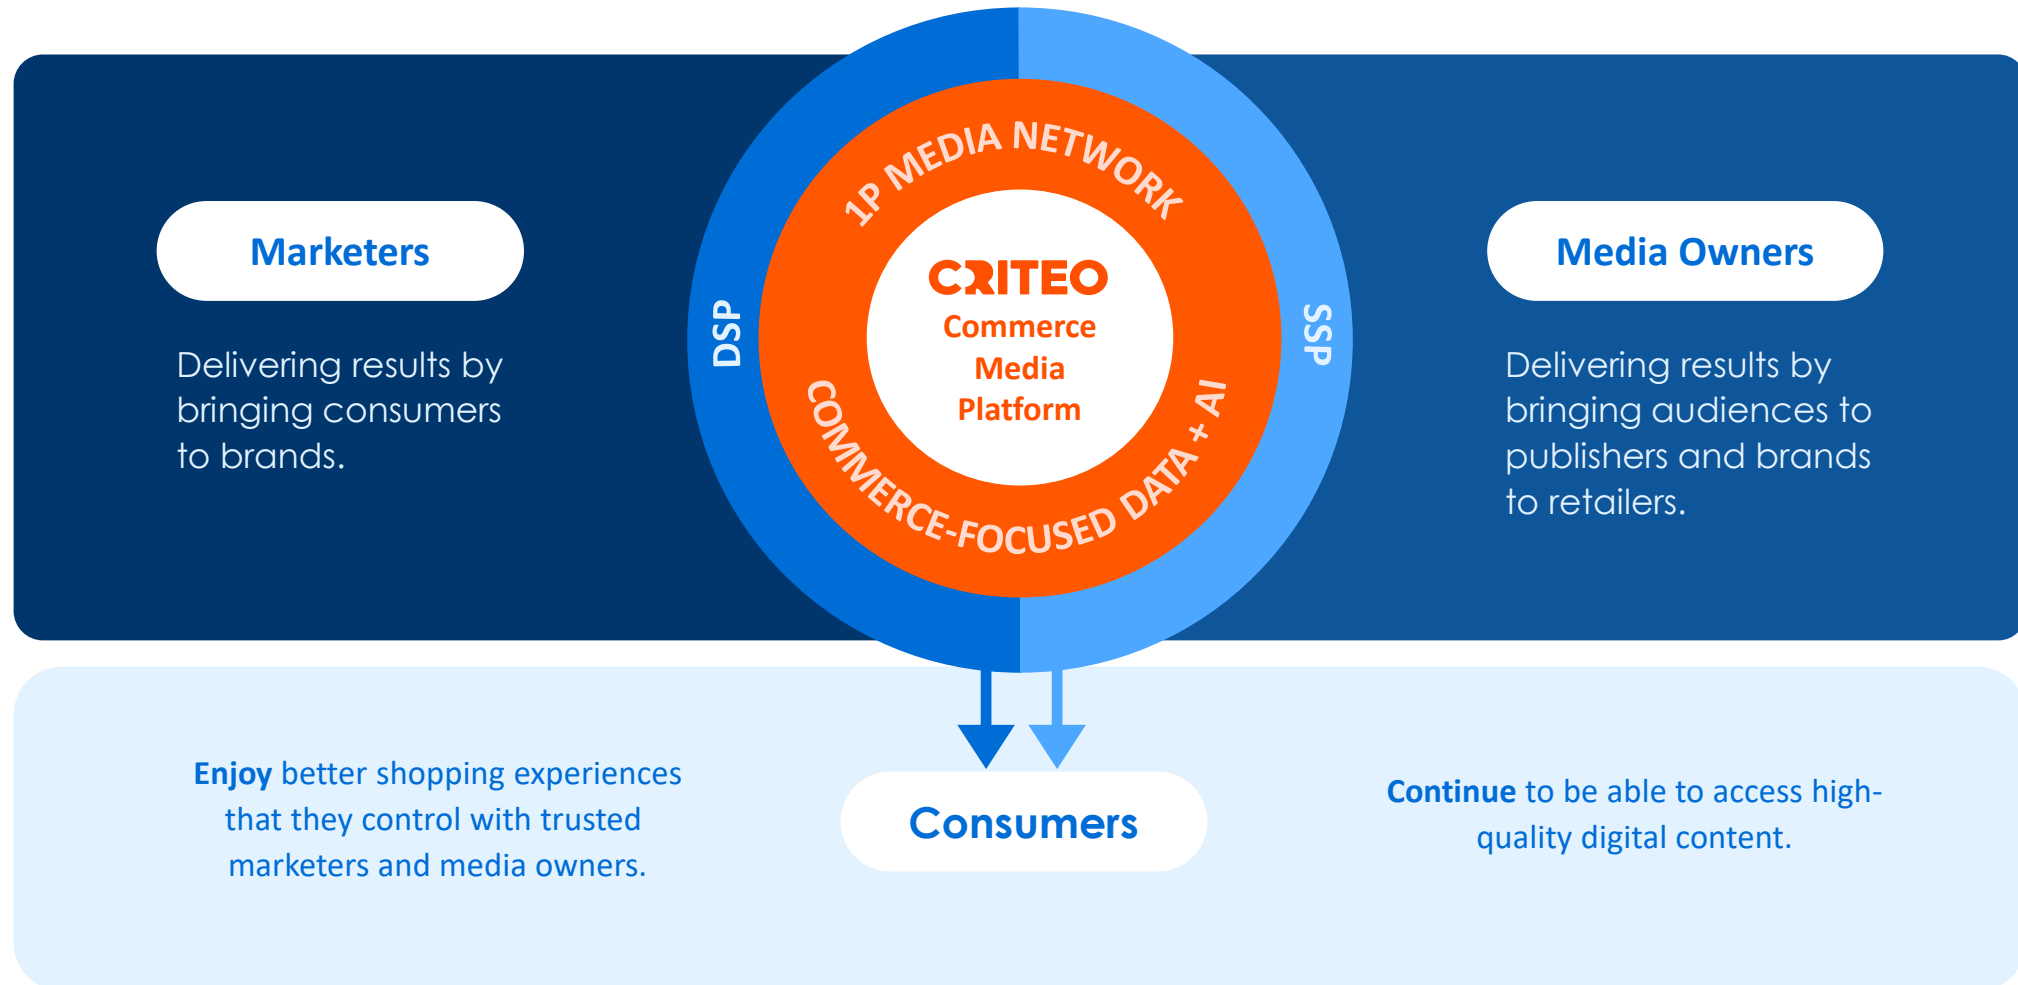 1P MEDIA NETWORK
CRITEO
Commerce
Media
Platform
COMMERCE-FOCUSED DATA + AI
DSP
SSP
Marketers
Delivering results by
bringing consumers
to brands.
Media Owners
Delivering results by
bringing audiences to
publishers and brands
to retailers.
Enjoy better shopping experiences
that they control with trusted
marketers and media owners.
Consumers
Continue to be able to access high-
quality digital content.